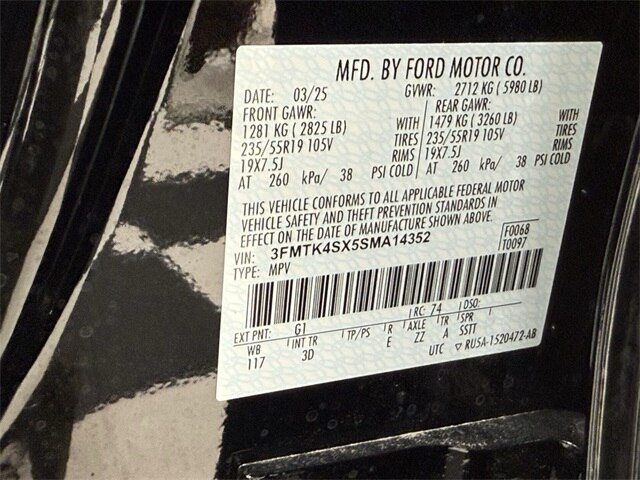 MFD. BY FORD MOTOR CO.
DATE: 03/25 GVWR: 2712 KG ( 5980 LB)
FRONT GAWR: REAR GAWR:
1281 KG ( 2825 LB) WITH 1479 KG ( 3260 LB) WITH
235/55R19 105V TIRES 235/55R19 105V TIRES
19X7.5J RIMS 19X7.5J RIMS
AT 260 kPa/ 38 PSI COLD AT 260 kPa/ 38 PSI COLD
THIS VEHICLE CONFORMS TO ALL APPLICABLE FEDERAL MOTOR
VEHICLE SAFETY AND THEFT PREVENTION STANDARDS IN
EFFECT ON THE DATE OF MANUFACTURE SHOWN ABOVE.
VIN: 3FMTK4SX5SMA14352 F0068
TYPE: MPV T0097
EXT PNT: G1 RC: 74 DSO:
WB INT TR TP/PS R AXLE TR SPR
117 3D E ZZ A SSTT
UTC ▽ RU5A-1520472-AB